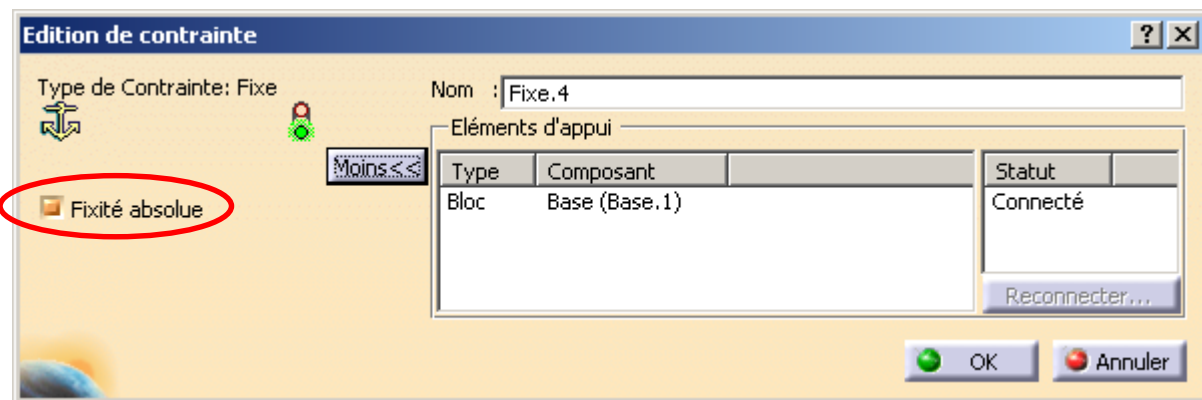 Edition de contrainte
Type de Contrainte: Fixe
Nom : Fixe.4
Eléments d'appui
Moins<<
Type Composant Statut
Bloc Base (Base.1) Connecté
Fixité absolue
Reconnecter...
OK Annuler